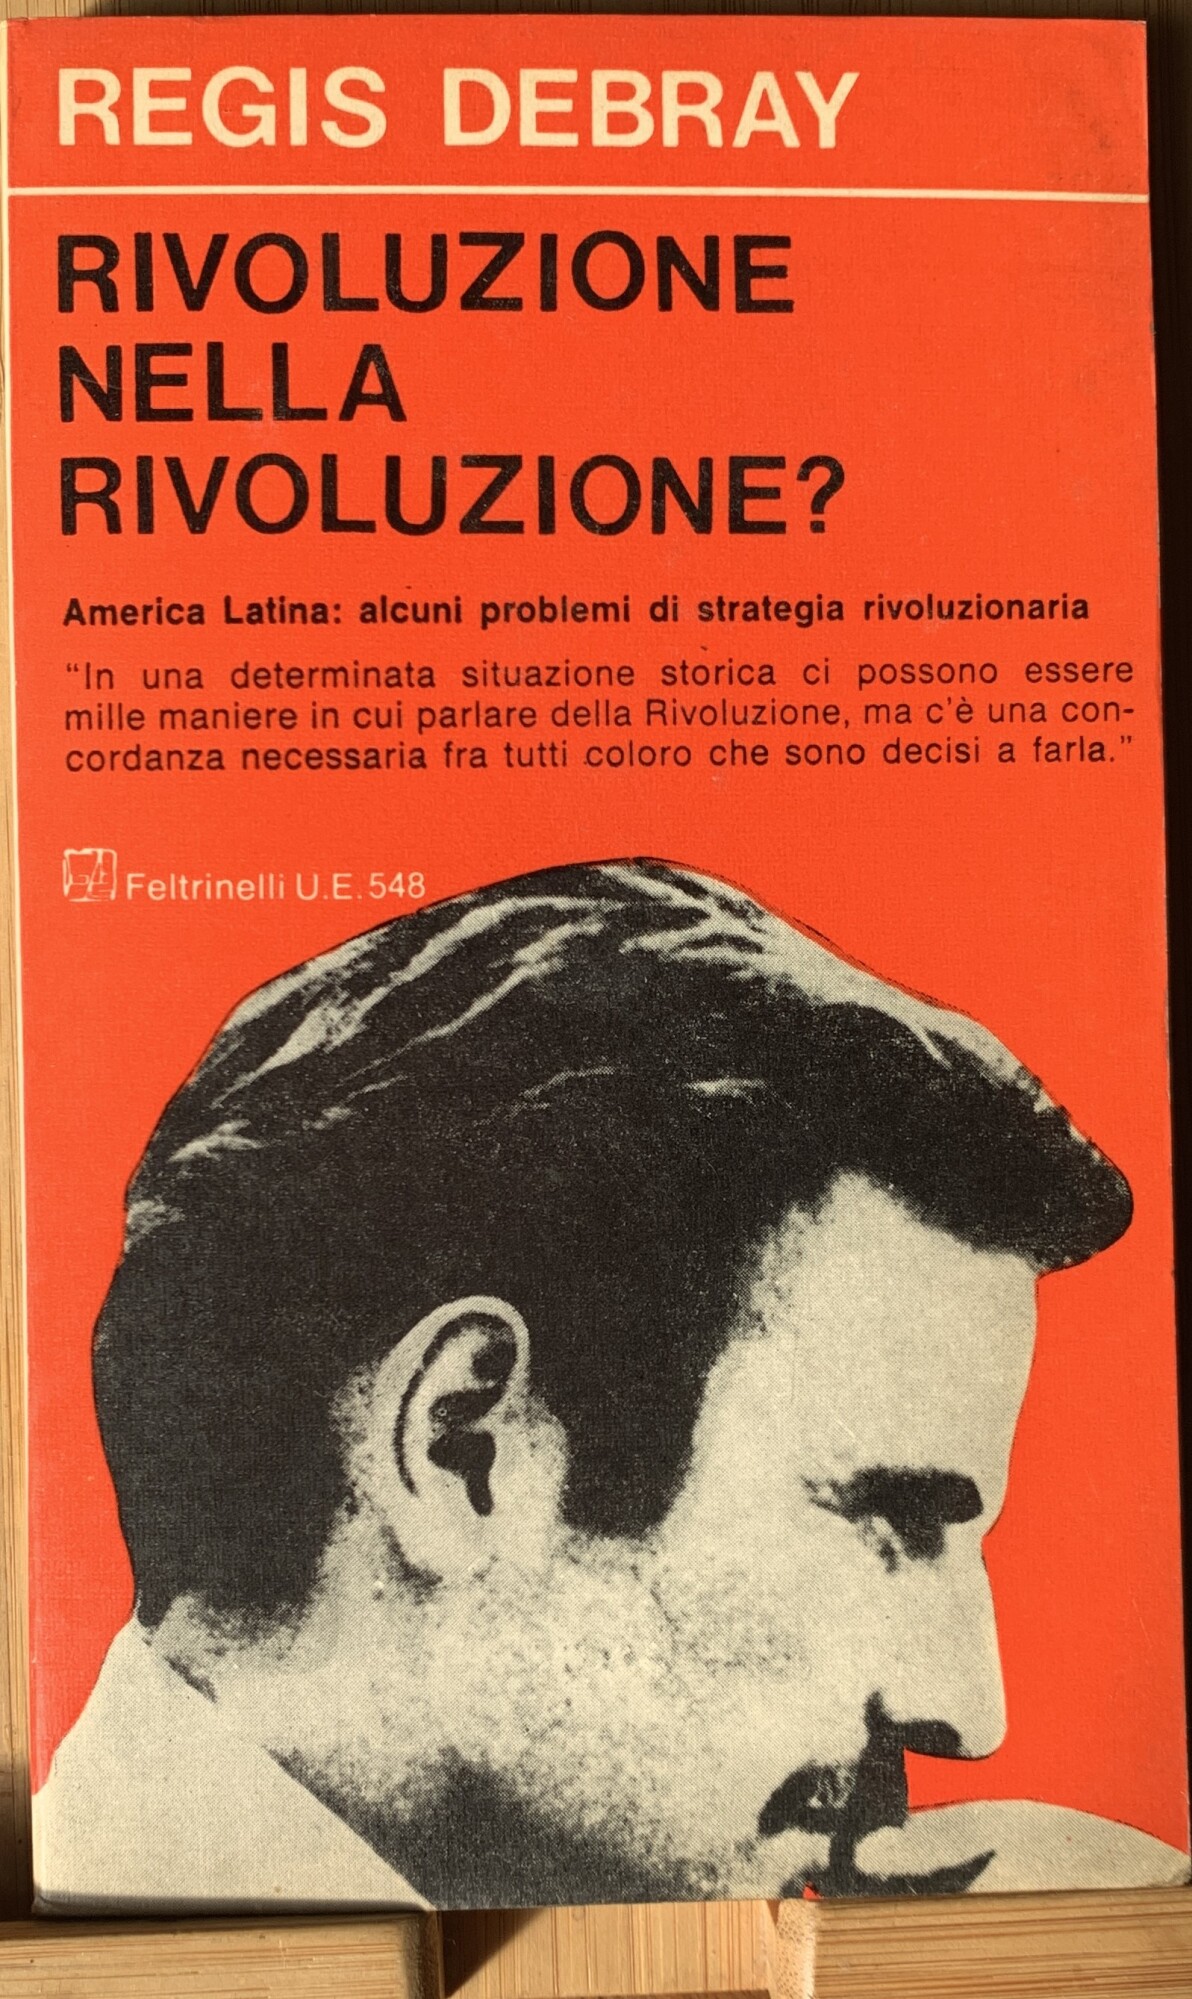 REGIS DEBRAY
RIVOLUZIONE
NELLA
RIVOLUZIONE?
America Latina: alcuni problemi di strategia rivoluzionaria
“In una determinata situazione storica ci possono essere
mille maniere in cui parlare della Rivoluzione, ma c’è una con-
cordanza necessaria fra tutti coloro che sono decisi a farla.”
Feltrinelli U.E. 548